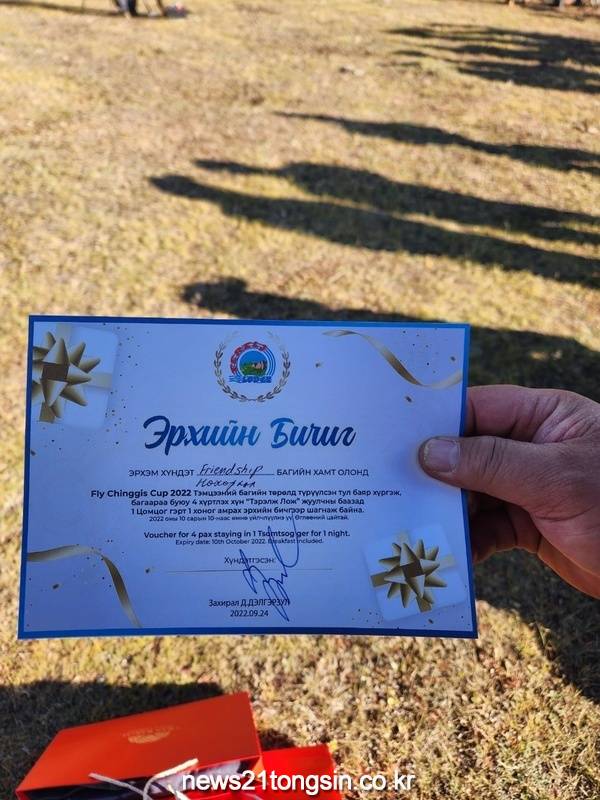 LODGE
Эрхийн Бичиг
ЭРХЭМ ХҮНДЭТ Friendship БАГИЙН ХАМТ ОЛОНД
Нөхөрлөл
Fly Chinggis Cup 2022 Тэмцээний багийн төрөлд түрүүлсэн тул баяр хүргэж,
багаараа буюу 4 хүртлэх хүн "Тэрэлж Лож" жуулчны баазад
1 Цомцог гэрт 1 хоног амрах эрхийн бичгээр шагнаж байна.
2022 оны 10 сарын 10-наас өмнө үйлчлүүлнэ үү. Өглөөний цайтай.
Voucher for 4 pax staying in 1 Tsomtsog ger for 1 night.
Expiry date: 10th October 2022. Breakfast included.
Хүндэтгэсэн:
Захирал Д.ДЭЛГЭРЗУЛ
2022.09.24
news21tongsin.co.kr